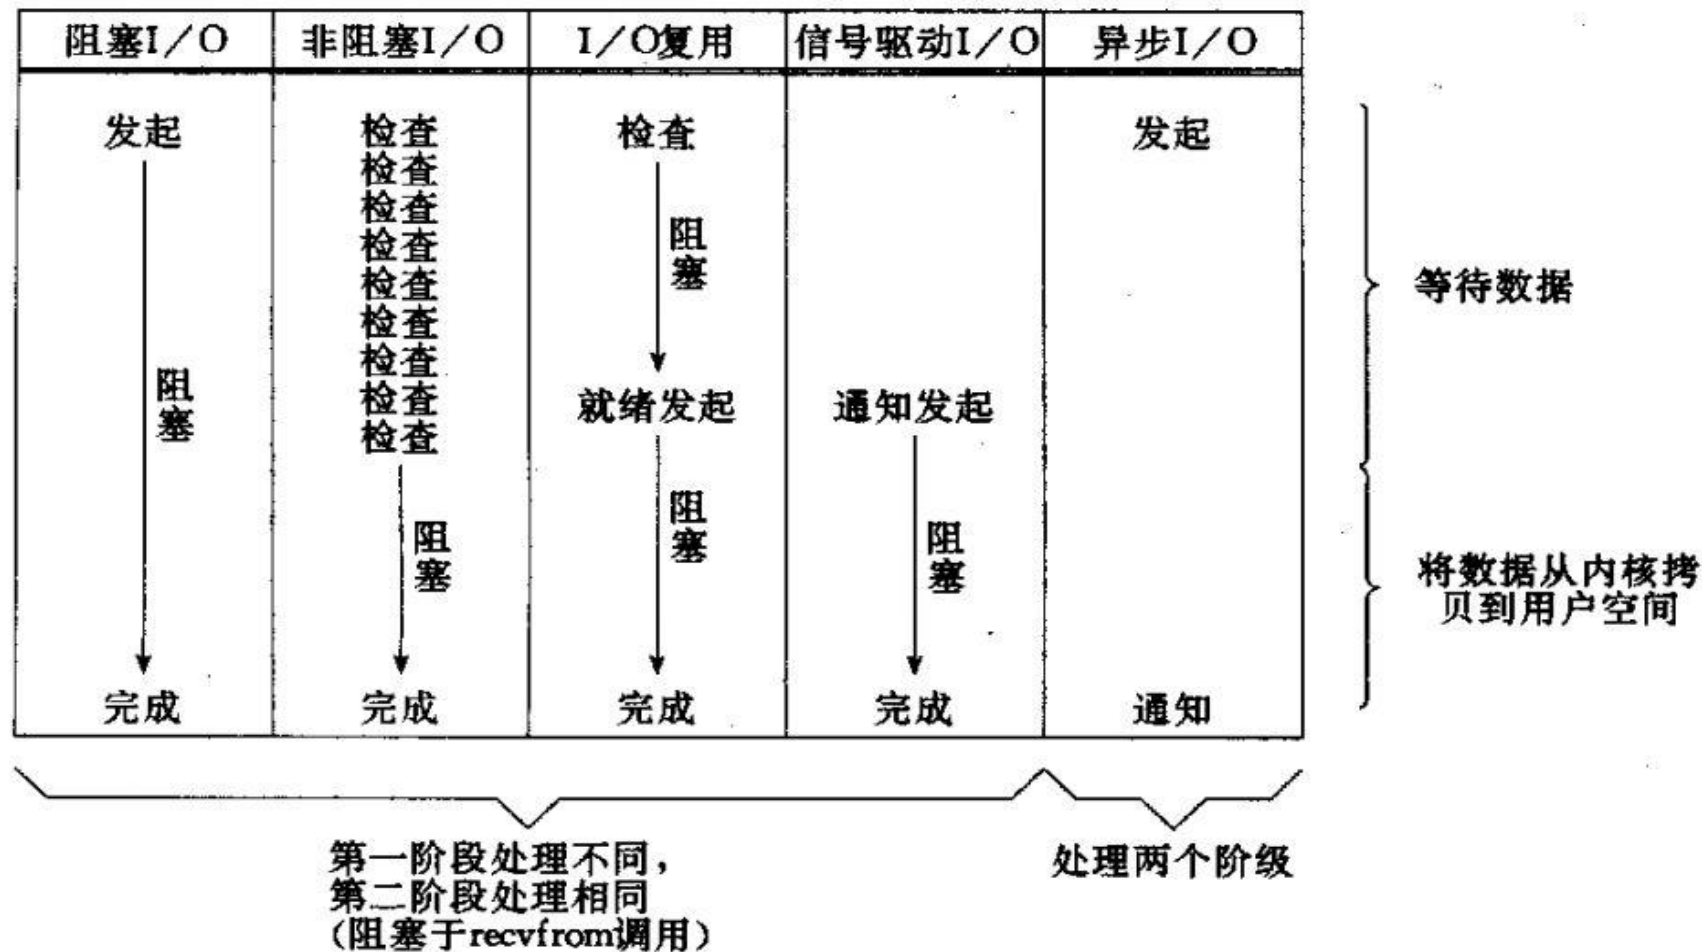 阻塞I/O 非阻塞I/O I/O复用 信号驱动I/O 异步I/O
发起 检查 检查 发起
检查
检查
检查
检查
检查
检查
检查
检查
阻塞
等待数据
阻塞
就绪发起 通知发起
阻塞
阻塞
阻塞
将数据从内核拷
贝到用户空间
完成 完成 完成 完成 通知
第一阶段处理不同，
第二阶段处理相同
（阻塞于recvfrom调用）
处理两个阶级